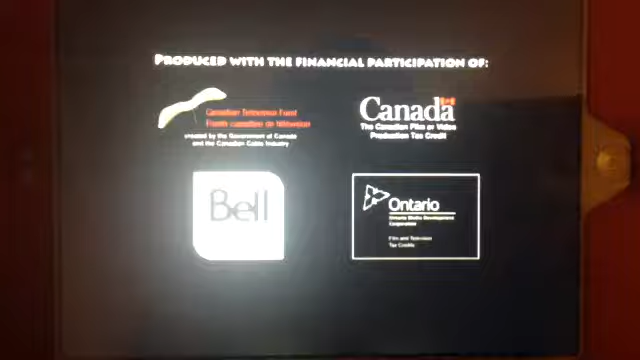 PRODUCED WITH THE FINANCIAL PARTICIPATION OF:
Canadian Television Fund
Fonds canadien de télévision
created by the Government of Canada
and the Canadian Cable Industry
Canada
The Canadian Film or Video
Production Tax Credit
Bell
Ontario
Ontario Media Development
Corporation
Film and Television
Tax Credits